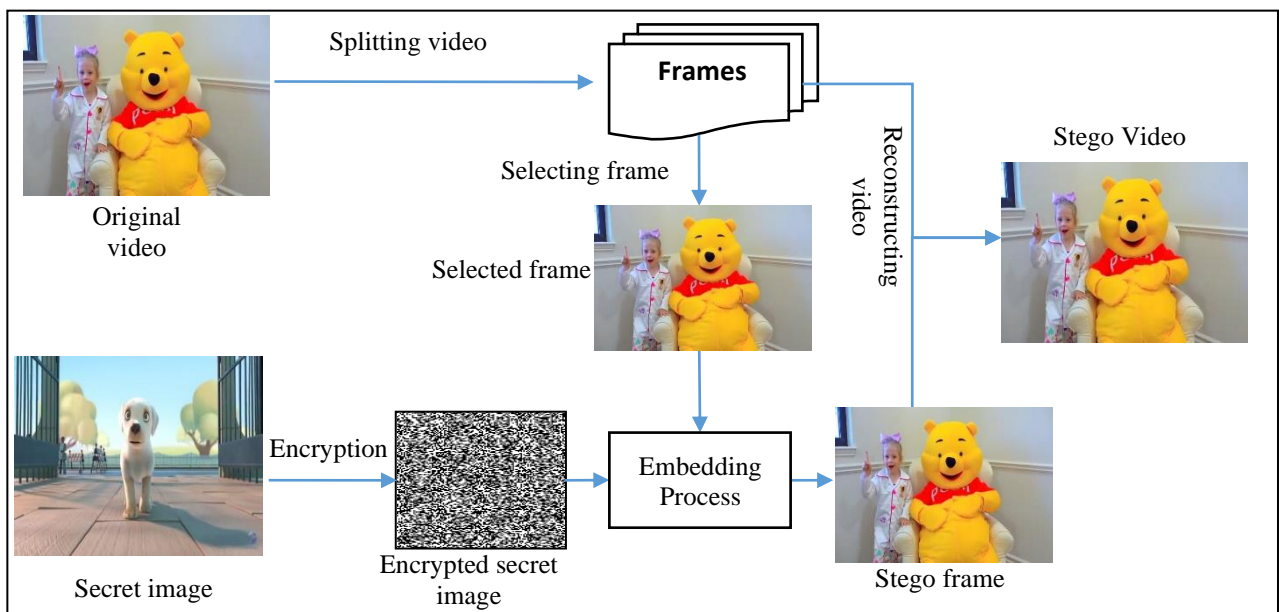 Splitting video
Frames
Original
video
Selecting frame
Selected frame
Reconstructing
video
Stego Video
Secret image
Encryption
Encrypted secret
image
Embedding
Process
Stego frame